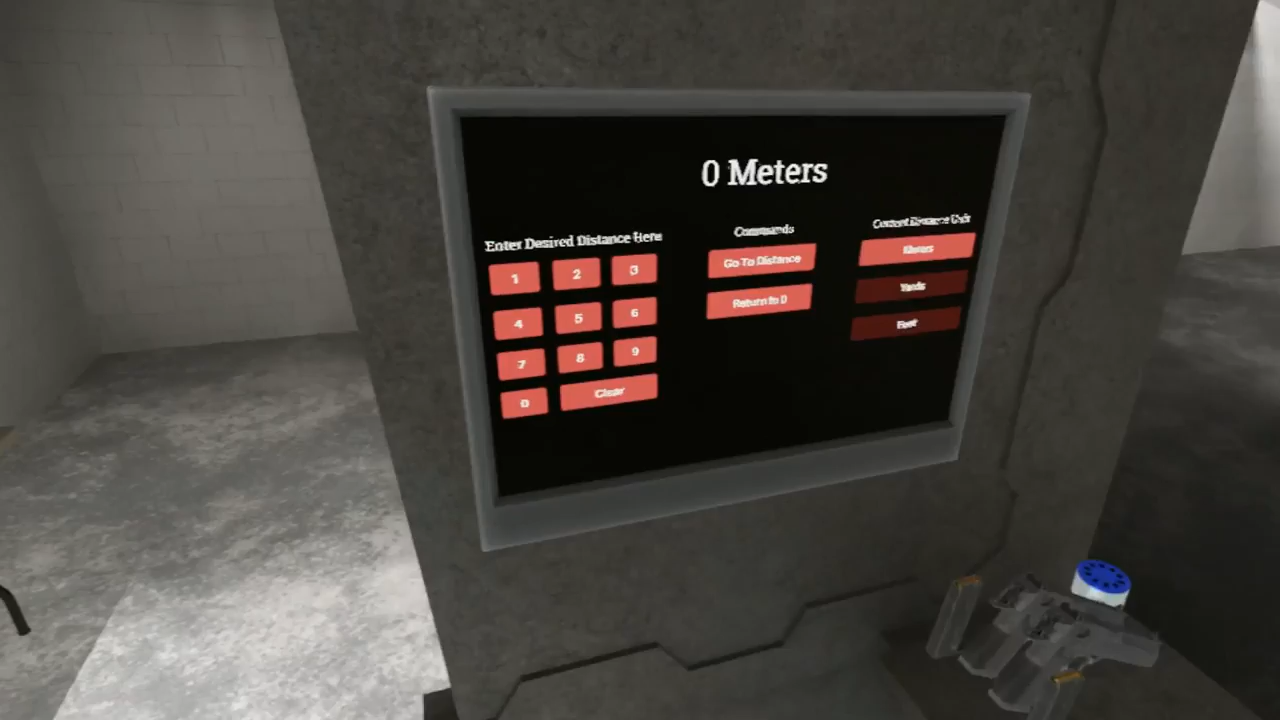 0 Meters
Enter Desired Distance Here
1 2 3
4 5 6
7 8 9
0 Clear
Commands
Go To Distance
Return to 0
Current Distance Unit
Meters
Yards
Feet